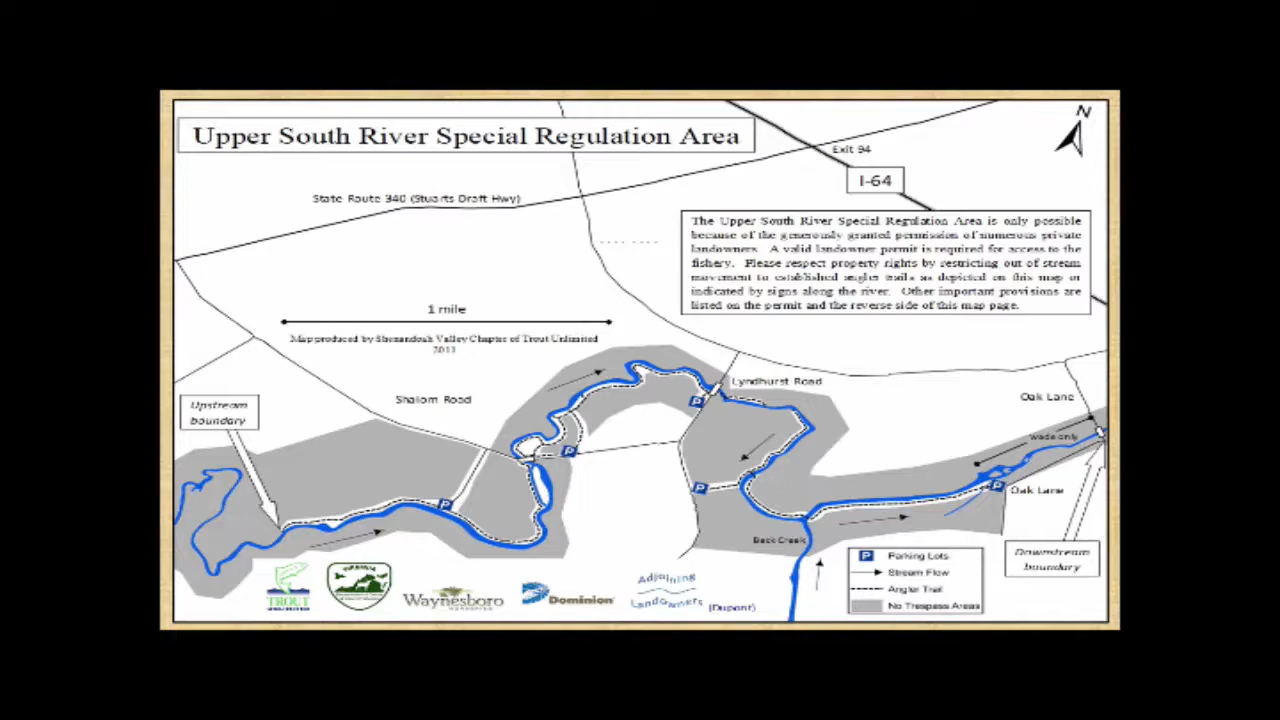 Upper South River Special Regulation Area
N
Exit 94
I-64
State Route 340 (Stuarts Draft Hwy)
The Upper South River Special Regulation Area is only possible
because of the generously granted permission of numerous private
landowners. A valid landowner permit is required for access to the
fishery. Please respect property rights by restricting out of stream
movement to established angler trails as depicted on this map or
indicated by signs along the river. Other important provisions are
listed on the permit and the reverse side of this map page.
1 mile
Map produced by Shenandoah Valley Chapter of Trout Unlimited
2011
Lyndhurst Road
Shalom Road
Oak Lane
Upstream
boundary
P
wade only
P
P
P
P
Oak Lane
Back Creek
Downstream
boundary
P Parking Lots
Stream Flow
Angler Trail
No Trespass Areas
VIRGINIA
TROUT
UNLIMITED
Waynesboro
Dominion
Adjoining
Landowners
(Dupont)